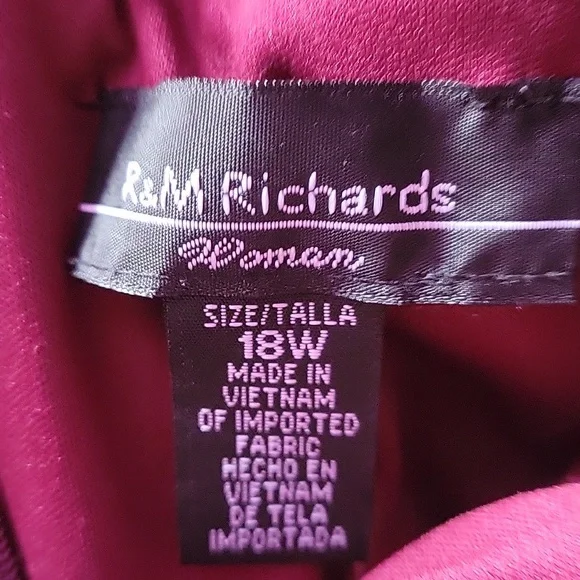 R&M Richards
Woman
SIZE/TALLA
18W
MADE IN
VIETNAM
OF IMPORTED
FABRIC
HECHO EN
VIETNAM
DE TELA
IMPORTADA